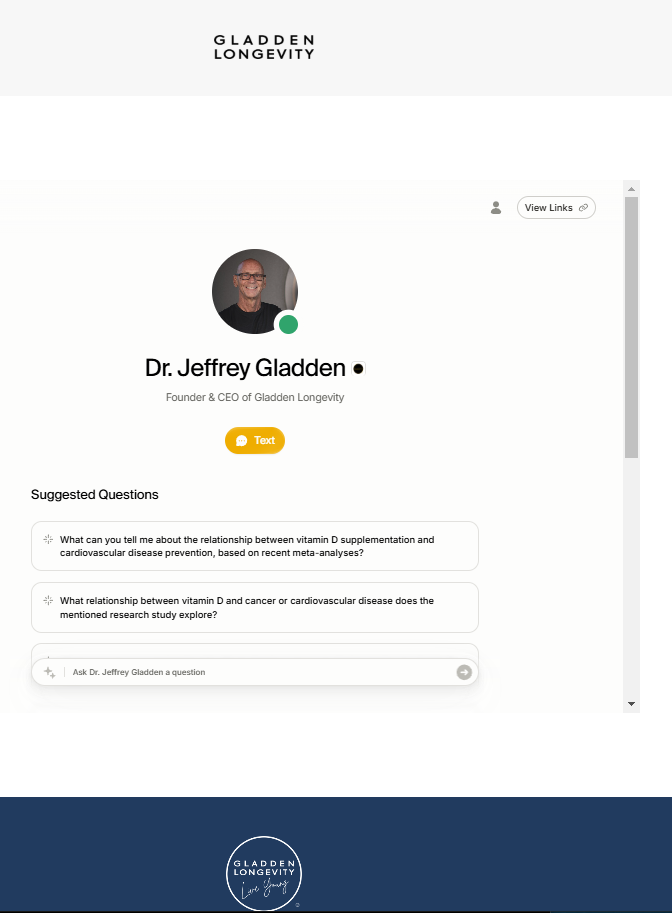 GLADDEN
LONGEVITY
View Links
Dr. Jeffrey Gladden
Founder & CEO of Gladden Longevity
Text
Suggested Questions
What can you tell me about the relationship between vitamin D supplementation and
cardiovascular disease prevention, based on recent meta-analyses?
What relationship between vitamin D and cancer or cardiovascular disease does the
mentioned research study explore?
Ask Dr. Jeffrey Gladden a question
GLADDEN
LONGEVITY
Live Young